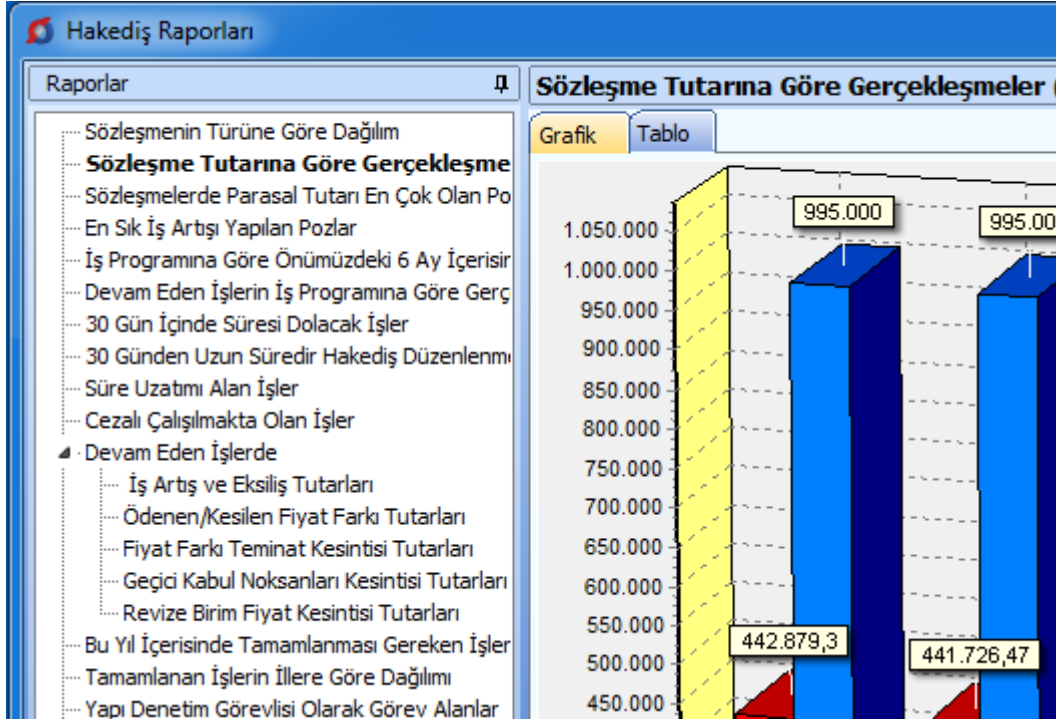 Hakediş Raporları
Raporlar
Sözleşmenin Türüne Göre Dağılım
Sözleşme Tutarına Göre Gerçekleşme
Sözleşmelerde Parasal Tutarı En Çok Olan Po
En Sık İş Artışı Yapılan Pozlar
İş Programına Göre Önümüzdeki 6 Ay İçerisir
Devam Eden İşlerin İş Programına Göre Gerç
30 Gün İçinde Süresi Dolacak İşler
30 Günden Uzun Süredir Hakediş Düzenlenm
Süre Uzatımı Alan İşler
Cezalı Çalışılmakta Olan İşler
Devam Eden İşlerde
İş Artış ve Eksiliş Tutarları
Ödenen/Kesilen Fiyat Farkı Tutarları
Fiyat Farkı Teminat Kesintisi Tutarları
Geçici Kabul Noksanları Kesintisi Tutarları
Revize Birim Fiyat Kesintisi Tutarları
Bu Yıl İçerisinde Tamamlanması Gereken İşler
Tamamlanan İşlerin İllere Göre Dağılımı
Yapı Denetim Görevlisi Olarak Görev Alanlar
Sözleşme Tutarına Göre Gerçekleşmeler (
Grafik Tablo
995.000
995.00
1.050.000
1.000.000
950.000
900.000
850.000
800.000
750.000
700.000
650.000
600.000
550.000
500.000
450.000
442.879,3
441.726,47